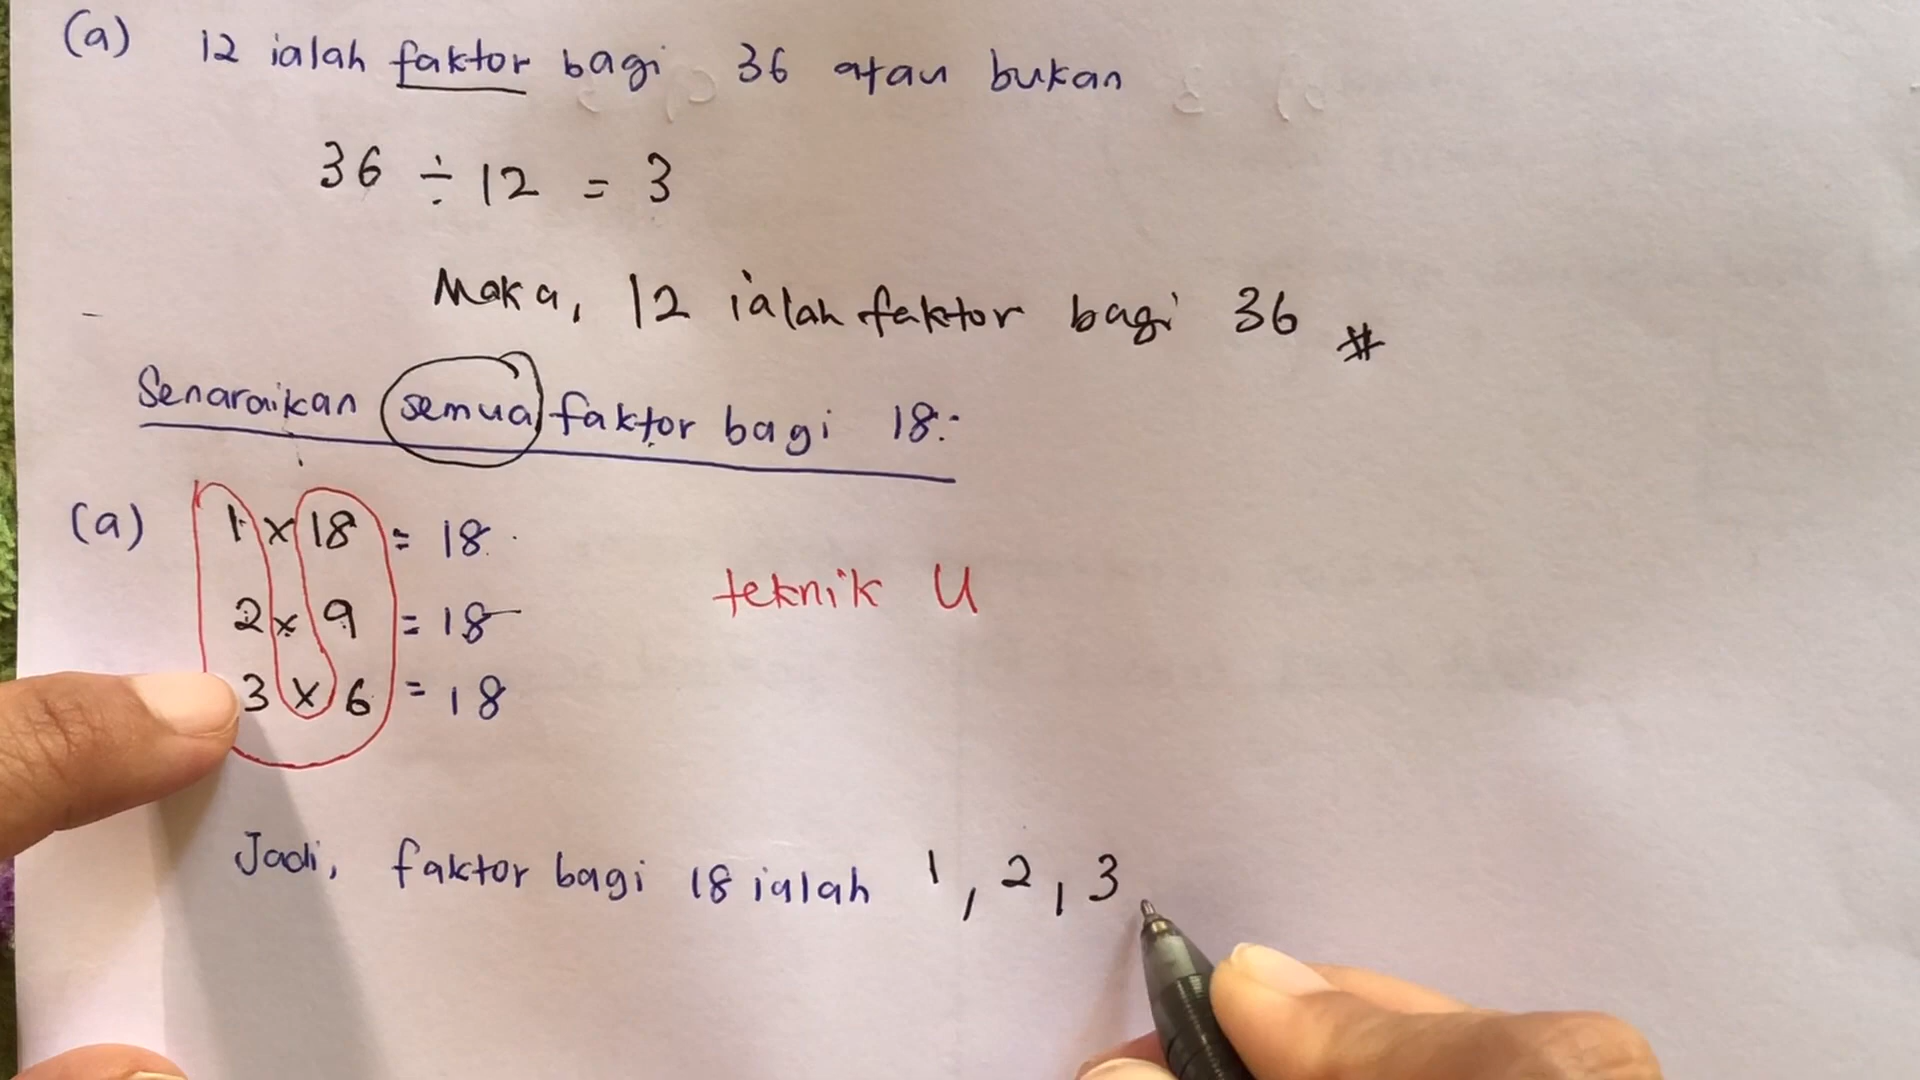 (a) 12 ialah faktor bagi 36 atau bukan
36 ÷ 12 = 3
Maka, 12 ialah faktor bagi 36 #
Senaraikan semua faktor bagi 18:-
(a) 1 x 18 = 18
2 x 9 = 18
teknik U
3 x 6 = 18
Jadi, faktor bagi 18 ialah 1, 2, 3